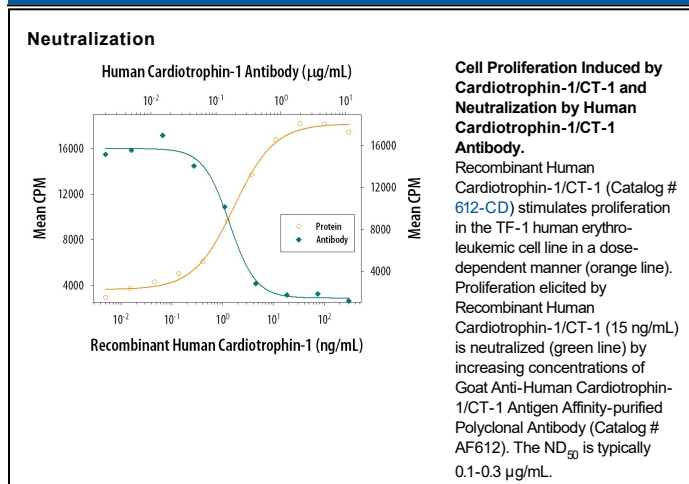 Neutralization
Human Cardiotrophin-1 Antibody (µg/mL)
10⁻² 10⁻¹ 10⁰ 10¹
Mean CPM
16000
12000
8000
4000
Protein
Antibody
16000
12000
8000
4000
Mean CPM
10⁻² 10⁻¹ 10⁰ 10¹ 10²
Recombinant Human Cardiotrophin-1 (ng/mL)
Cell Proliferation Induced by
Cardiotrophin-1/CT-1 and
Neutralization by Human
Cardiotrophin-1/CT-1
Antibody.
Recombinant Human
Cardiotrophin-1/CT-1 (Catalog #
612-CD) stimulates proliferation
in the TF-1 human erythro-
leukemic cell line in a dose-
dependent manner (orange line).
Proliferation elicited by
Recombinant Human
Cardiotrophin-1/CT-1 (15 ng/mL)
is neutralized (green line) by
increasing concentrations of
Goat Anti-Human Cardiotrophin-
1/CT-1 Antigen Affinity-purified
Polyclonal Antibody (Catalog #
AF612). The ND₅₀ is typically
0.1-0.3 µg/mL.